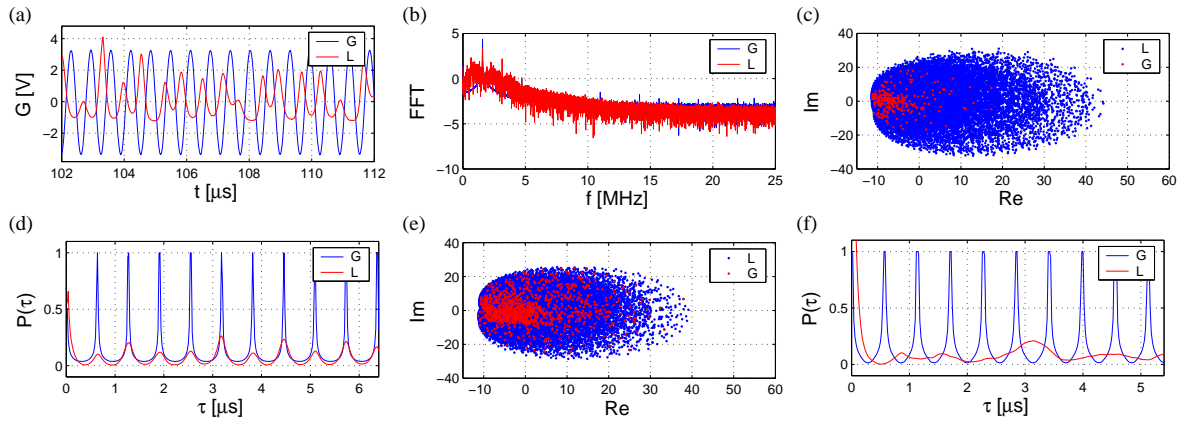 (a)
G [V]
4
2
0
−2
102
104
106
108
110
112
t [μs]
G
L
(b)
FFT
5
0
−5
−10
0
5
10
15
20
25
f [MHz]
G
L
(c)
Im
40
20
0
−20
−40
−10
0
10
20
30
40
50
60
Re
L
G
(d)
P(τ)
1
0.5
0
0
1
2
3
4
5
6
τ [μs]
G
L
(e)
Im
40
20
0
−20
−40
−10
0
10
20
30
40
50
60
Re
L
G
(f)
P(τ)
1
0.5
0
0
1
2
3
4
5
τ [μs]
G
L